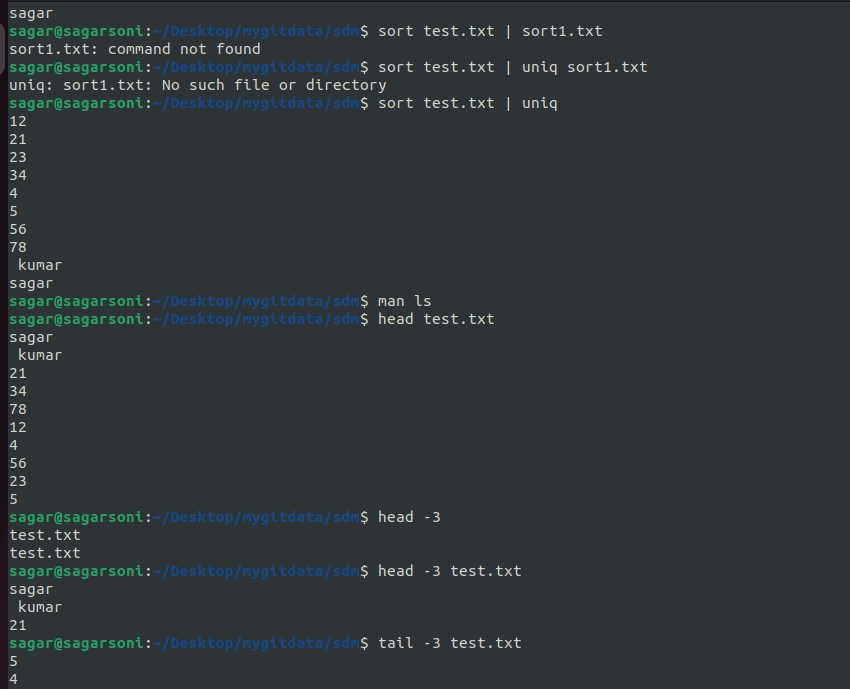 sagar
sagar@sagarsoni:~/Desktop/mygitdata/sdm$ sort test.txt | sort1.txt
sort1.txt: command not found
sagar@sagarsoni:~/Desktop/mygitdata/sdm$ sort test.txt | uniq sort1.txt
uniq: sort1.txt: No such file or directory
sagar@sagarsoni:~/Desktop/mygitdata/sdm$ sort test.txt | uniq
12
21
23
34
4
5
56
78
 kumar
sagar
sagar@sagarsoni:~/Desktop/mygitdata/sdm$ man ls
sagar@sagarsoni:~/Desktop/mygitdata/sdm$ head test.txt
sagar
 kumar
21
34
78
12
4
56
23
5
sagar@sagarsoni:~/Desktop/mygitdata/sdm$ head -3
test.txt
test.txt
sagar@sagarsoni:~/Desktop/mygitdata/sdm$ head -3 test.txt
sagar
 kumar
21
sagar@sagarsoni:~/Desktop/mygitdata/sdm$ tail -3 test.txt
5
4